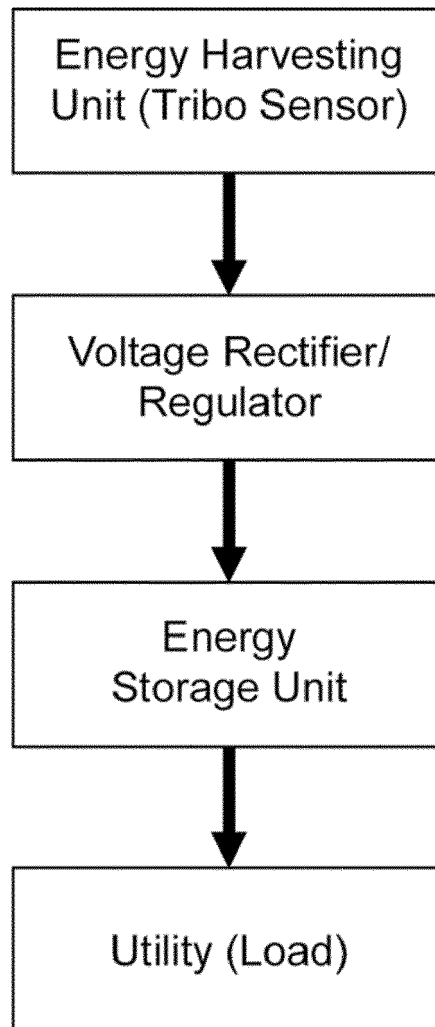 Energy Harvesting
Unit (Tribo Sensor)
Voltage Rectifier/
Regulator
Energy
Storage Unit
Utility (Load)